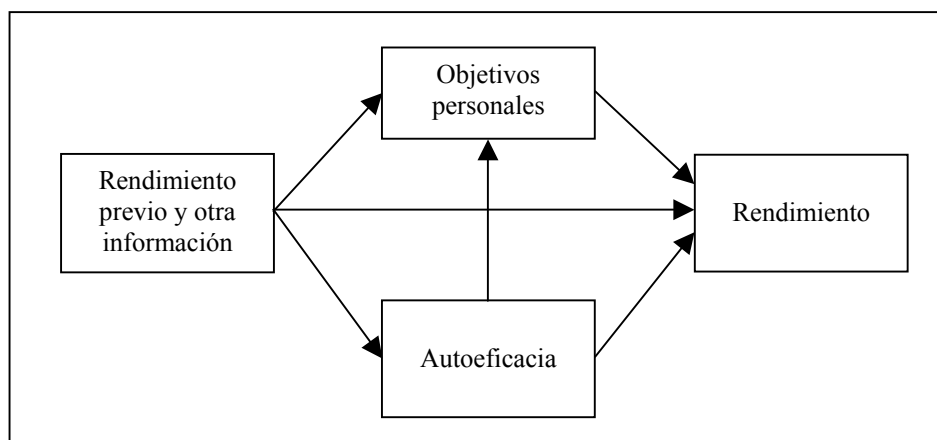 Objetivos
personales
Rendimiento
previo y otra
información
Rendimiento
Autoeficacia